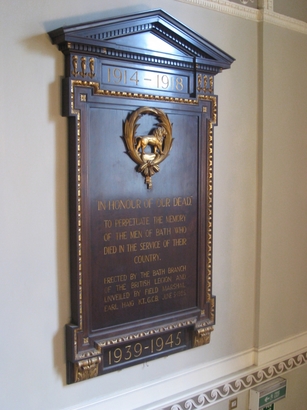 1914-1918
IN HONOUR OF OUR DEAD,
TO PERPETUATE THE MEMORY
OF THE MEN OF BATH WHO
DIED IN THE SERVICE OF THEIR
COUNTRY.
ERECTED BY THE BATH BRANCH
OF THE BRITISH LEGION AND
UNVEILED BY FIELD MARSHAL
EARL HAIG K.T., G.C.B.
1939-1945